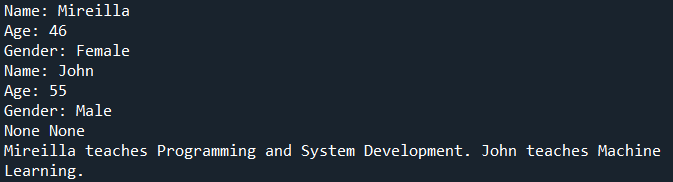 Name: Mireilla
Age: 46
Gender: Female
Name: John
Age: 55
Gender: Male
None None
Mireilla teaches Programming and System Development. John teaches Machine
Learning.